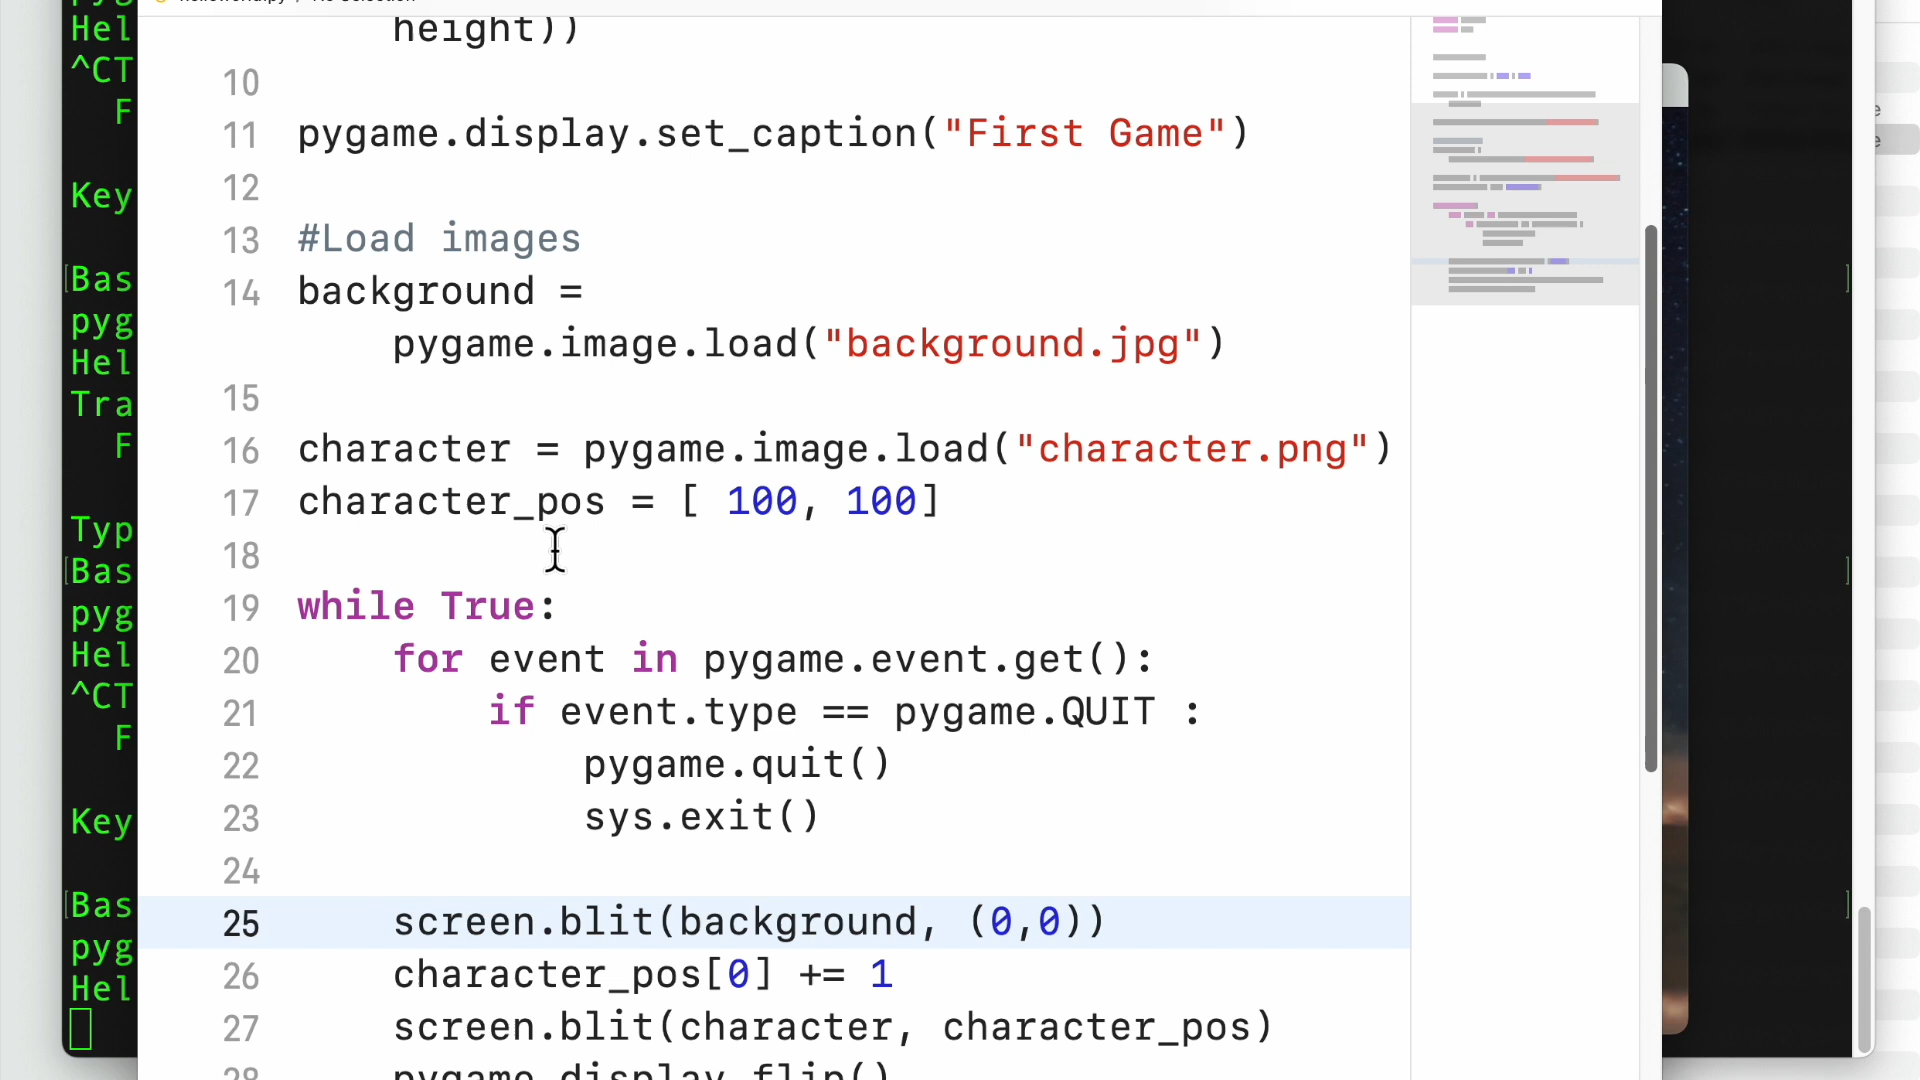 height))
10
11 pygame.display.set_caption("First Game")
12
13 #Load images
14 background =
pygame.image.load("background.jpg")
15
16 character = pygame.image.load("character.png")
17 character_pos = [ 100, 100]
18
19 while True:
20 for event in pygame.event.get():
21 if event.type == pygame.QUIT :
22 pygame.quit()
23 sys.exit()
24
25 screen.blit(background, (0,0))
26 character_pos[0] += 1
27 screen.blit(character, character_pos)
28 pygame.display.flip()
Hel
^CT
F
Key
[Bas
pyg
Hel
Tra
F
Typ
[Bas
pyg
Hel
^CT
F
Key
[Bas
pyg
Hel